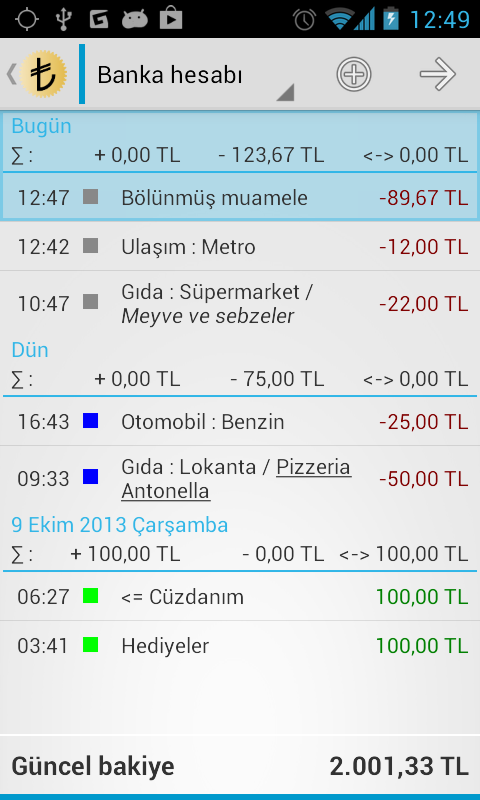 12:49
₺ Banka hesabı
Bugün
∑ : + 0,00 TL - 123,67 TL <-> 0,00 TL
12:47 Bölünmüş muamele -89,67 TL
12:42 Ulaşım : Metro -12,00 TL
10:47 Gıda : Süpermarket / -22,00 TL
Meyve ve sebzeler
Dün
∑ : + 0,00 TL - 75,00 TL <-> 0,00 TL
16:43 Otomobil : Benzin -25,00 TL
09:33 Gıda : Lokanta / Pizzeria -50,00 TL
Antonella
9 Ekim 2013 Çarşamba
∑ : + 100,00 TL - 0,00 TL <-> 100,00 TL
06:27 <= Cüzdanım 100,00 TL
03:41 Hediyeler 100,00 TL
Güncel bakiye 2.001,33 TL